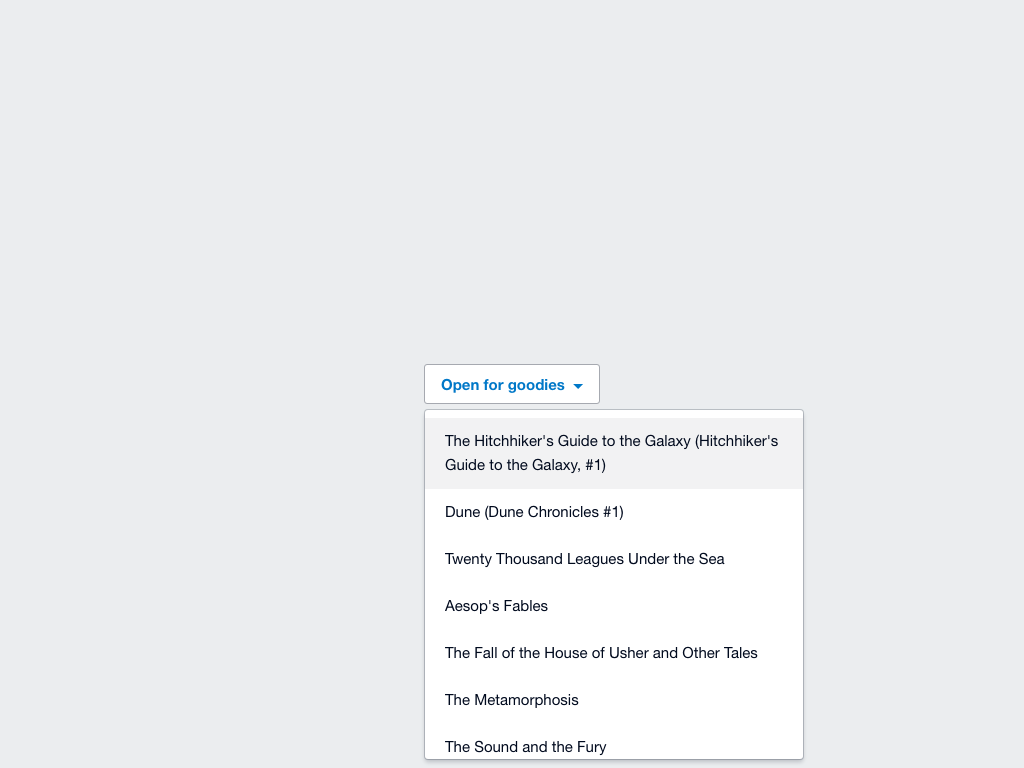 Open for goodies
The Hitchhiker's Guide to the Galaxy (Hitchhiker's
Guide to the Galaxy, #1)
Dune (Dune Chronicles #1)
Twenty Thousand Leagues Under the Sea
Aesop's Fables
The Fall of the House of Usher and Other Tales
The Metamorphosis
The Sound and the Fury